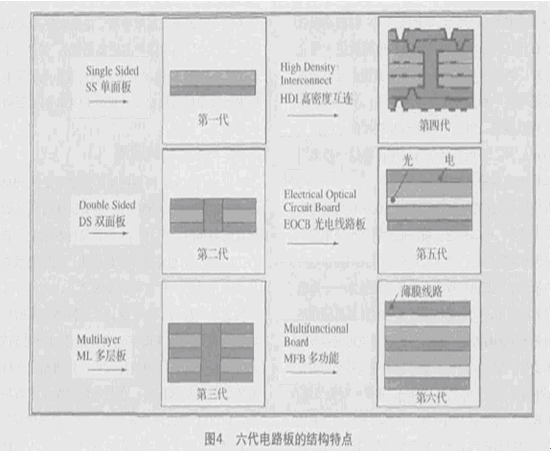 Single Sided
SS 单面板
第一代
High Density
Interconnect
HDI 高密度互连
第四代
Double Sided
DS 双面板
第二代
Electrical Optical
Circuit Board
EOCB 光电线路板
光 电
第五代
Multilayer
ML 多层板
第三代
Multifunctional
Board
MFB 多功能
薄膜线路
第六代
图4 六代电路板的结构特点